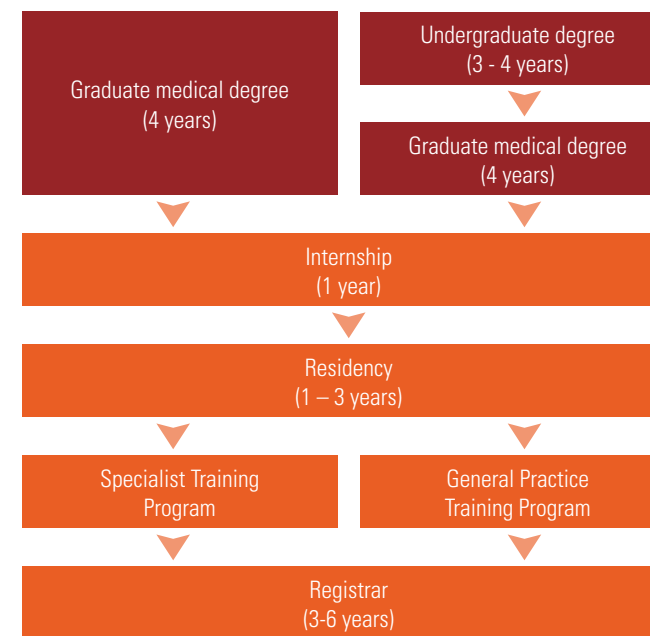 Graduate medical degree
(4 years)
Undergraduate degree
(3 - 4 years)
Graduate medical degree
(4 years)
Internship
(1 year)
Residency
(1 – 3 years)
Specialist Training
Program
General Practice
Training Program
Registrar
(3-6 years)